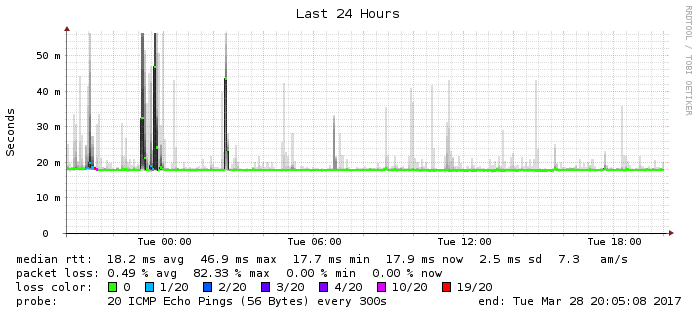 Last 24 Hours
RRDTOOL / TOBI OETIKER
Seconds
50 m
40 m
30 m
20 m
10 m
0
Tue 00:00 Tue 06:00 Tue 12:00 Tue 18:00
median rtt: 18.2 ms avg 46.9 ms max 17.7 ms min 17.9 ms now 2.5 ms sd 7.3 am/s
packet loss: 0.49 % avg 82.33 % max 0.00 % min 0.00 % now
loss color: 0 1/20 2/20 3/20 4/20 10/20 19/20
probe: 20 ICMP Echo Pings (56 Bytes) every 300s end: Tue Mar 28 20:05:08 2017